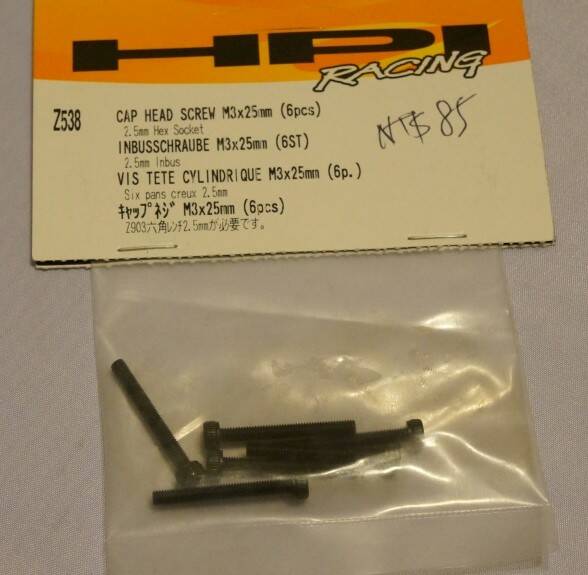 HPI
RACING
Z538
CAP HEAD SCREW M3x25mm (6pcs)
2.5mm Hex Socket
INBUSSCHRAUBE M3x25mm (6ST)
2.5mm Inbus
VIS TETE CYLINDRIQUE M3x25mm (6p.)
Six pans creux 2.5mm
キャップネジ M3x25mm (6pcs)
Z903六角レンチ2.5mmが必要です。
NT$ 85